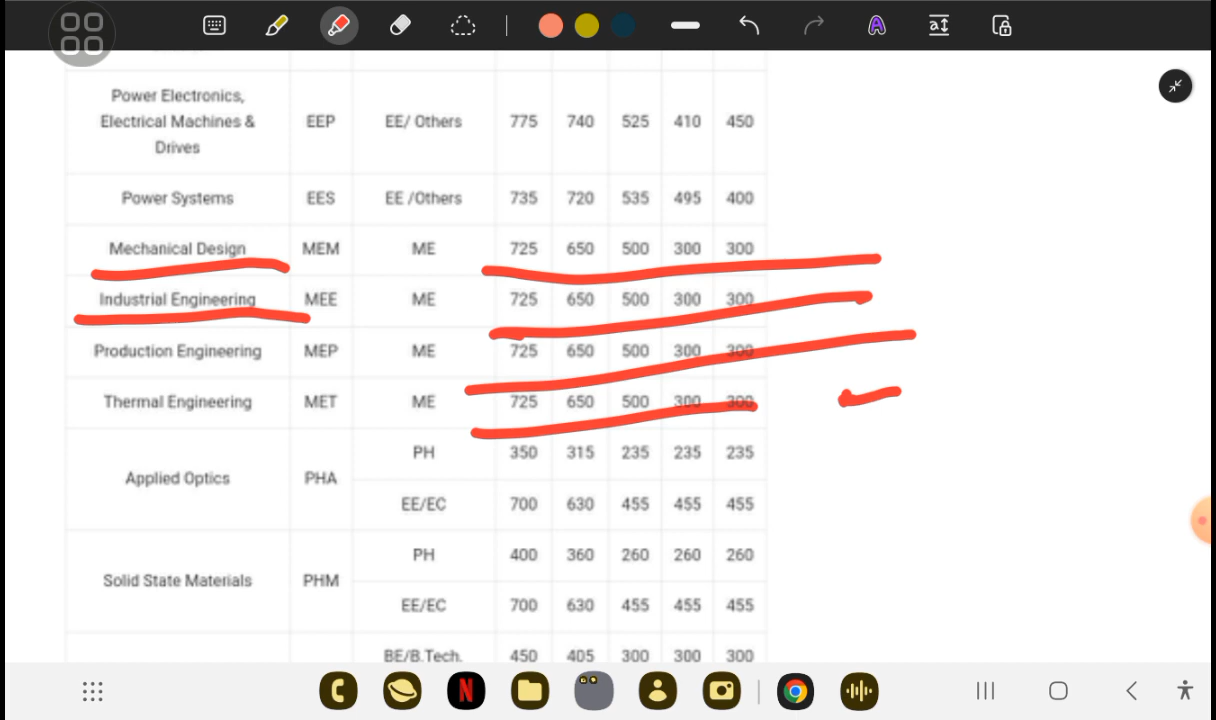 Power Electronics,
Electrical Machines & EEP EE/ Others 775 740 525 410 450
Drives
Power Systems EES EE /Others 735 720 535 495 400
Mechanical Design MEM ME 725 650 500 300 300
Industrial Engineering MEE ME 725 650 500 300 300
Production Engineering MEP ME 725 650 500 300 300
Thermal Engineering MET ME 725 650 500 300 300
PH 350 315 235 235 235
Applied Optics PHA
EE/EC 700 630 455 455 455
PH 400 360 260 260 260
Solid State Materials PHM
EE/EC 700 630 455 455 455
BE/B.Tech. 450 405 300 300 300